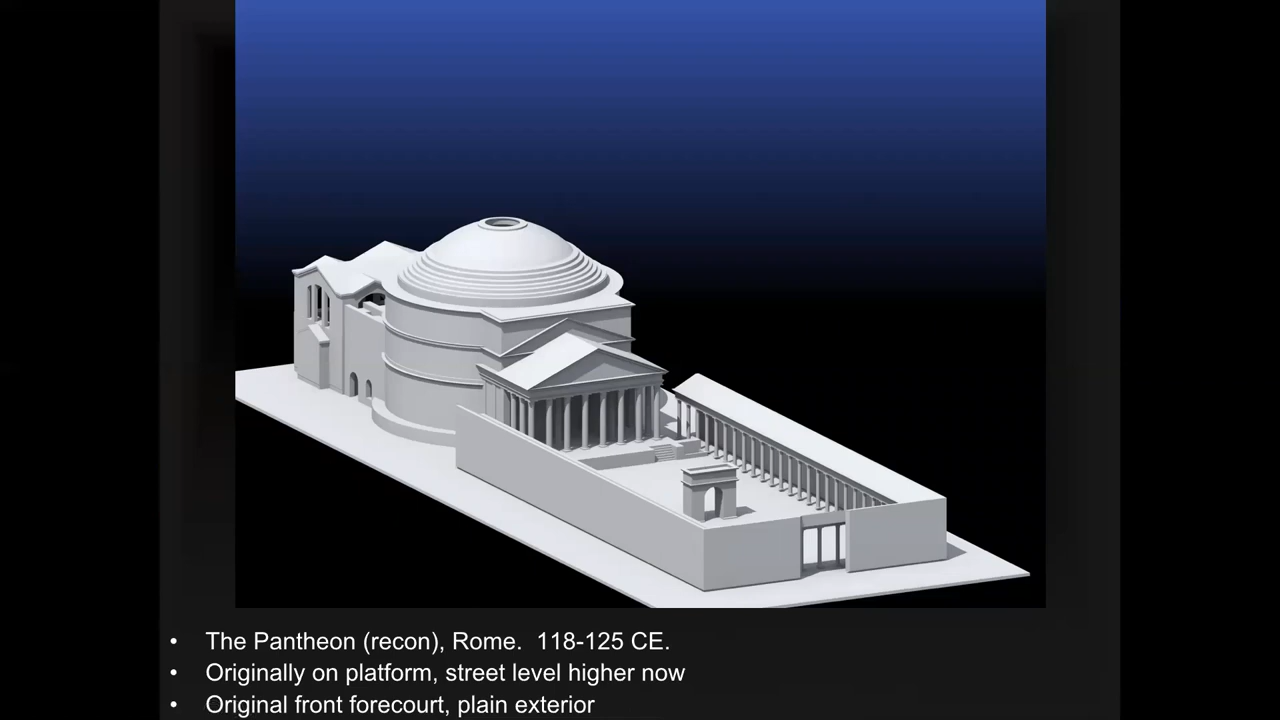 • The Pantheon (recon), Rome.  118-125 CE.
• Originally on platform, street level higher now
• Original front forecourt, plain exterior